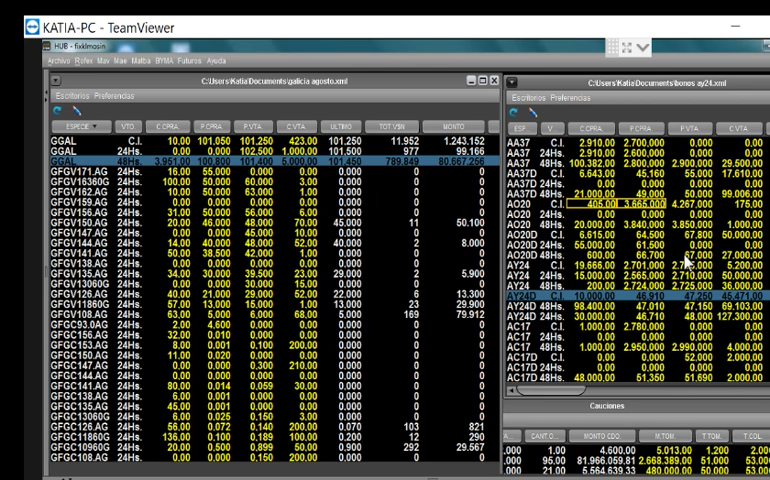 KATIA-PC - TeamViewer
HUB - fixklmosin
Archivo Rofex Mav Mae Matba BYMA Futuros Ayuda
C:\Users\Katia\Documents\galicia agosto.xml
Escritorios Preferencias
ESPECIE VTO. C.CPRA. P.CPRA. P.VTA. C.VTA. ULTIMO TOT.V$N MONTO
GGAL C.I. 10,00 101,050 101,250 423,00 101,250 11.952 1.243.152
GGAL 24Hs. 0,00 0,000 102,500 1.000,00 101,500 977 99.166
GGAL 48Hs. 3.951,00 100,800 101,400 5.000,00 101,450 789.849 80.667.256
GFGV171.AG 24Hs. 16,00 55,000 0,000 0,00 0,000 0 0
GFGV16360G 24Hs. 100,00 50,000 60,000 3,00 0,000 0 0
GFGV162.AG 24Hs. 10,00 50,000 63,000 1,00 0,000 0 0
GFGV159.AG 24Hs. 0,00 0,000 0,000 0,00 0,000 0 0
GFGV156.AG 24Hs. 31,00 50,000 56,000 6,00 0,000 0 0
GFGV150.AG 24Hs. 20,00 46,000 48,000 70,00 45,000 11 50.100
GFGV147.AG 24Hs. 0,00 0,000 45,000 10,00 0,000 0 0
GFGV144.AG 24Hs. 14,00 40,000 48,000 52,00 40,000 2 8.000
GFGV141.AG 24Hs. 50,00 38,500 42,000 1,00 0,000 0 0
GFGV138.AG 24Hs. 0,00 0,000 0,000 0,00 0,000 0 0
GFGV135.AG 24Hs. 34,00 30,000 39,500 23,00 29,000 2 5.900
GFGV13060G 24Hs. 0,00 0,000 30,000 15,00 0,000 0 0
GFGV126.AG 24Hs. 40,00 21,000 29,000 52,00 22,000 6 13.300
GFGV11860G 24Hs. 57,00 13,000 15,000 1,00 13,000 23 29.900
GFGV108.AG 24Hs. 63,00 5,000 6,000 68,00 5,000 169 79.912
GFGC93.0AG 24Hs. 2,00 4,600 0,000 0,00 0,000 0 0
GFGC156.AG 24Hs. 32,00 0,010 0,000 0,00 0,000 0 0
GFGC153.AG 24Hs. 8,00 0,001 0,100 200,00 0,000 0 0
GFGC150.AG 24Hs. 11,00 0,020 0,000 0,00 0,000 0 0
GFGC147.AG 24Hs. 0,00 0,000 0,300 210,00 0,000 0 0
GFGC144.AG 24Hs. 0,00 0,000 0,000 0,00 0,000 0 0
GFGC141.AG 24Hs. 80,00 0,014 0,059 30,00 0,000 0 0
GFGC138.AG 24Hs. 6,00 0,001 0,000 0,00 0,000 0 0
GFGC135.AG 24Hs. 45,00 0,001 0,000 0,00 0,000 0 0
GFGC13060G 24Hs. 6,00 0,025 0,150 3,00 0,000 0 0
GFGC126.AG 24Hs. 56,00 0,072 0,140 200,00 0,070 103 821
GFGC11860G 24Hs. 136,00 0,100 0,189 100,00 0,200 12 290
GFGC10960G 24Hs. 20,00 0,500 0,899 50,00 0,900 292 29.567
GFGC108.AG 24Hs. 0,00 0,000 0,150 200,00 0,000 0 0
C:\Users\Katia\Documents\bonos ay24.xml
Escritorios Preferencias
ESP V... C.CPRA. P.CPRA. P.VTA. C.VTA.
AA37 C.I. 2.910,00 2.700,000 0,000 0,00
AA37 24Hs. 2.910,00 2.600,000 0,000 0,00
AA37 48Hs. 100.382,00 2.800,000 2.900,000 29.500,00
AA37D C.I. 6.643,00 45,160 55,000 17.610,00
AA37D 24Hs. 0,00 0,000 0,000 0,00
AA37D 48Hs. 21.000,00 49,000 50,000 99.006,00
AO20 C.I. 405,00 3.665,000 4.267,000 175,00
AO20 24Hs. 0,00 0,000 0,000 0,00
AO20 48Hs. 20.000,00 3.840,000 3.850,000 1.000,00
AO20D C.I. 6.615,00 64,500 67,800 50.000,00
AO20D 24Hs. 55.000,00 61,500 0,000 0,00
AO20D 48Hs. 600,00 66,700 67,000 27.000,00
AY24 C.I. 19.666,00 2.701,000 5.200,00
AY24 24Hs. 15.000,00 2.565,000 2.710,000 50.000,00
AY24 48Hs. 200,00 2.724,000 2.725,000 36.000,00
AY24D C.I. 10.000,00 46,910 47,250 45.471,00
AY24D 48Hs. 98.400,00 47,010 47,150 69.103,00
AY24D 24Hs. 30.000,00 46,710 48,000 127.300,00
AC17 C.I. 1.000,00 2.780,000 0,000 0,00
AC17 24Hs. 0,00 0,000 0,000 0,00
AC17 48Hs. 1.000,00 2.950,000 2.990,000 4.000,00
AC17D C.I. 0,00 0,000 52,000 2.000,00
AC17D 24Hs. 0,00 0,000 0,000 0,00
AC17D 48Hs. 48.000,00 51,350 51,690 2.000,00
Cauciones
A... CANT.O... MONTO CDO. M.TOM. T.TOM. T.COL.
,000 1,00 4.600,00 5.013,00 1,200 2,00
,000 95,00 81.966.059,81 2.668.389,00 51,000 53,00
,000 21,00 5.564.639,33 480.000,00 50,000 53,00